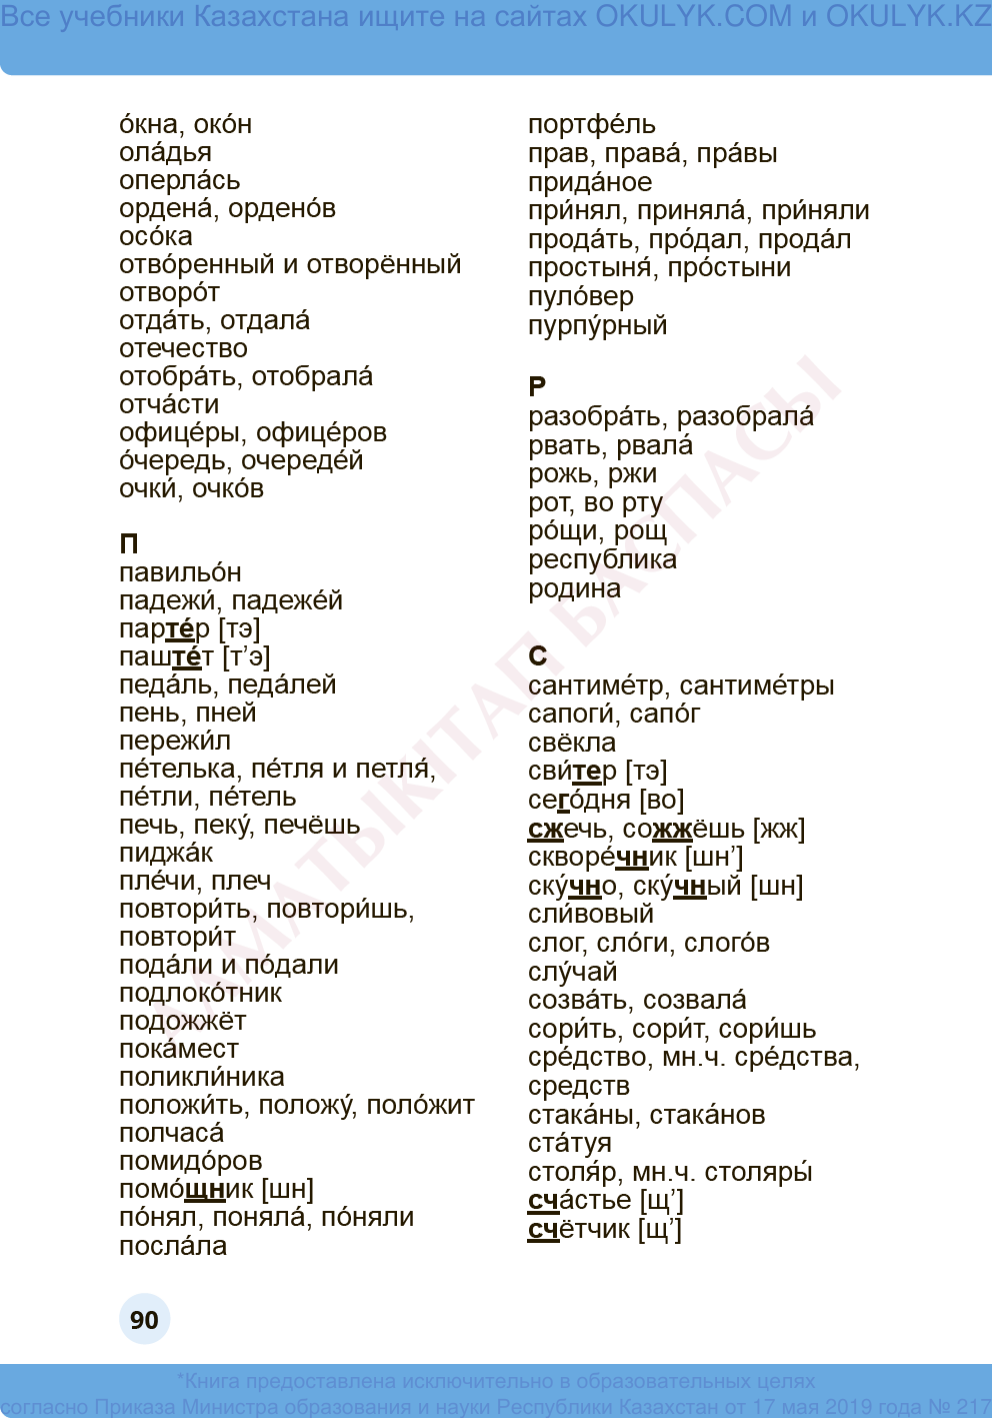 Все учебники Казахстана ищите на сайтах OKULYK.COM и OKULYK.KZ
о́кна, око́н
ола́дья
оперла́сь
ордена́, ордено́в
осо́ка
отво́ренный и отворённый
отворо́т
отда́ть, отдала́
отечество
отобра́ть, отобрала́
отча́сти
офице́ры, офице́ров
о́чередь, очереде́й
очки́, очко́в
П
павильо́н
падежи́, падеже́й
парте́р [тэ]
паште́т [т’э]
педа́ль, педа́лей
пень, пней
пережи́л
пе́телька, пе́тля и петля́,
пе́тли, пе́тель
печь, пеку́, печёшь
пиджа́к
пле́чи, плеч
повтори́ть, повтори́шь,
повтори́т
пода́ли и по́дали
подлоко́тник
подожжёт
пока́мест
поликли́ника
положи́ть, положу́, поло́жит
полчаса́
помидо́ров
помо́щник [шн]
по́нял, поняла́, по́няли
посла́ла
портфе́ль
прав, права́, пра́вы
прида́ное
при́нял, приняла́, при́няли
прода́ть, про́дал, прода́л
простыня́, про́стыни
пуло́вер
пурпу́рный
Р
разобра́ть, разобрала́
рвать, рвала́
рожь, ржи
рот, во рту
ро́щи, рощ
республика
родина
С
сантиме́тр, сантиме́тры
сапоги́, сапо́г
свёкла
сви́тер [тэ]
сего́дня [во]
сжечь, сожжёшь [жж]
скворе́чник [шн’]
ску́чно, ску́чный [шн]
сли́вовый
слог, сло́ги, слого́в
слу́чай
созва́ть, созвала́
сори́ть, сори́т, сори́шь
сре́дство, мн.ч. сре́дства,
средств
стака́ны, стака́нов
ста́туя
столя́р, мн.ч. столяры́
сча́стье [щ’]
счётчик [щ’]
АЛМАТЫКІТАП БАСПАСЫ
90
*Книга предоставлена исключительно в образовательных целях
согласно Приказа Министра образования и науки Республики Казахстан от 17 мая 2019 года № 217